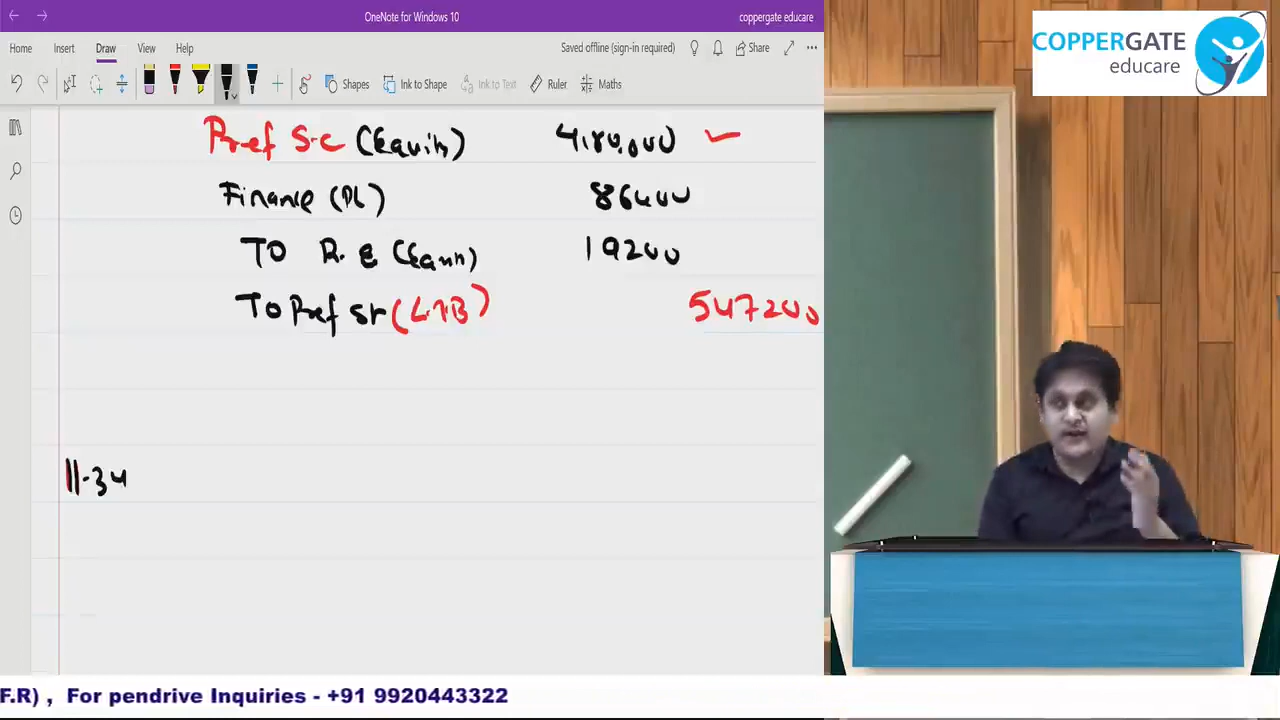 OneNote for Windows 10
coppergate educare
Home Insert Draw View Help
Saved offline (sign-in required)
Share
Shapes
Ink to Shape
Ink to Text
Ruler
Maths
COPPERGATE
educare
Pref S.C (Equity) 4,80,000
Finance (PL) 86400
TO R.E (Equity) 19200
To Pref Sr (LTB) 547200
11.34
F.R) , For pendrive Inquiries - +91 9920443322